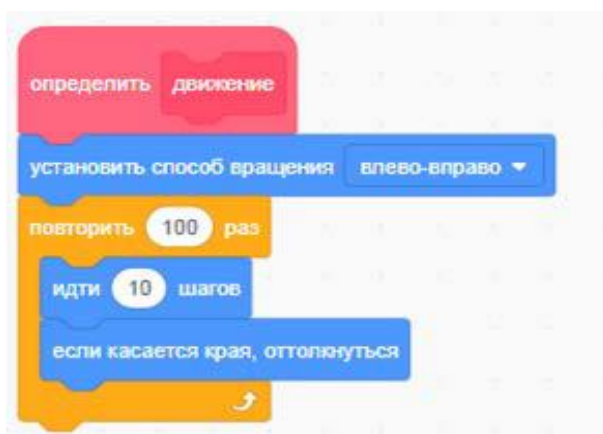 определить движение
установить способ вращения влево-вправо
повторить 100 раз
идти 10 шагов
если касается края, оттолкнуться